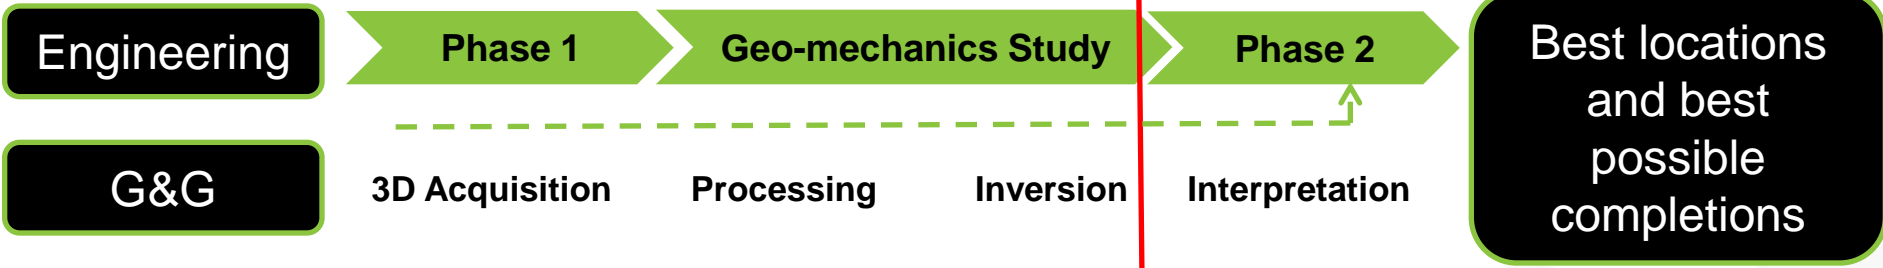 Engineering
Phase 1
Geo-mechanics Study
Phase 2
G&G
3D Acquisition
Processing
Inversion
Interpretation
Best locations
and best
possible
completions